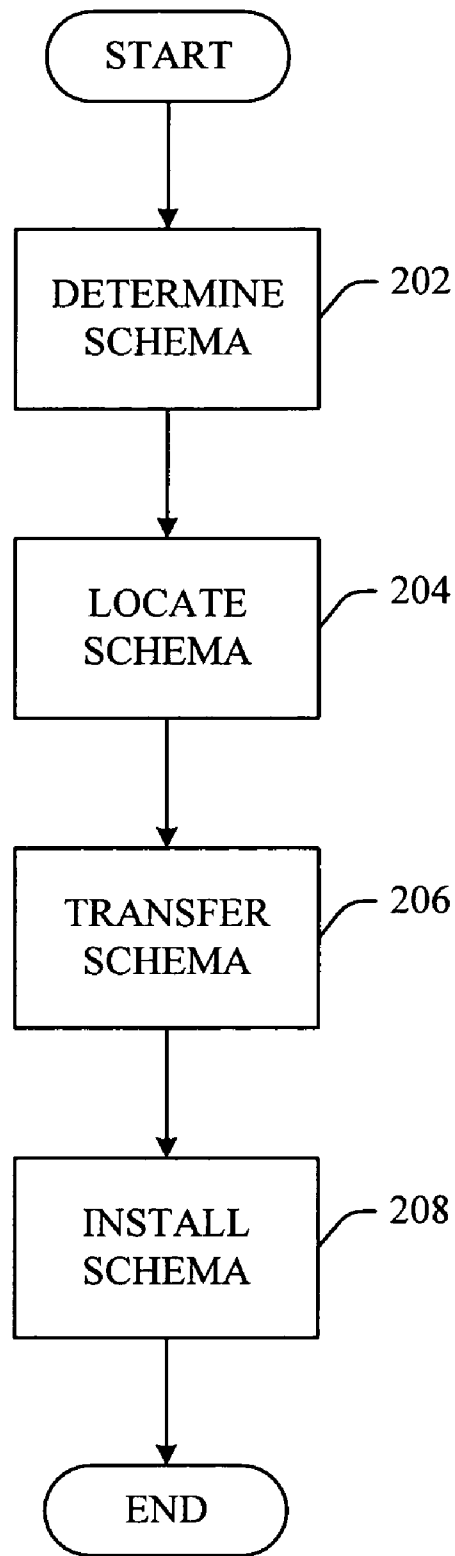 START
DETERMINE
SCHEMA
202
LOCATE
SCHEMA
204
TRANSFER
SCHEMA
206
INSTALL
SCHEMA
208
END